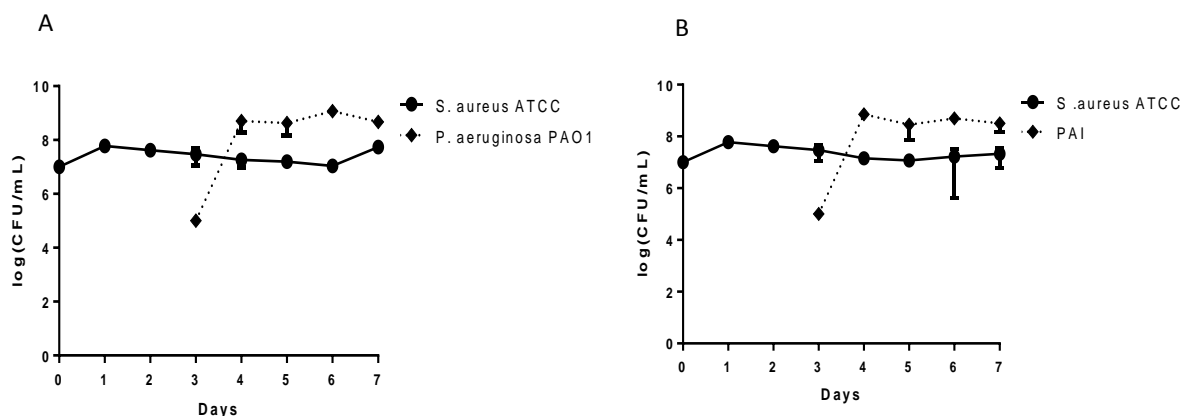 A
log(CFU/mL)
10
8
6
4
2
0
0 1 2 3 4 5 6 7
Days
S. aureus ATCC
P. aeruginosa PAO1
B
log(CFU/mL)
10
8
6
4
2
0
0 1 2 3 4 5 6 7
Days
S .aureus ATCC
PAI